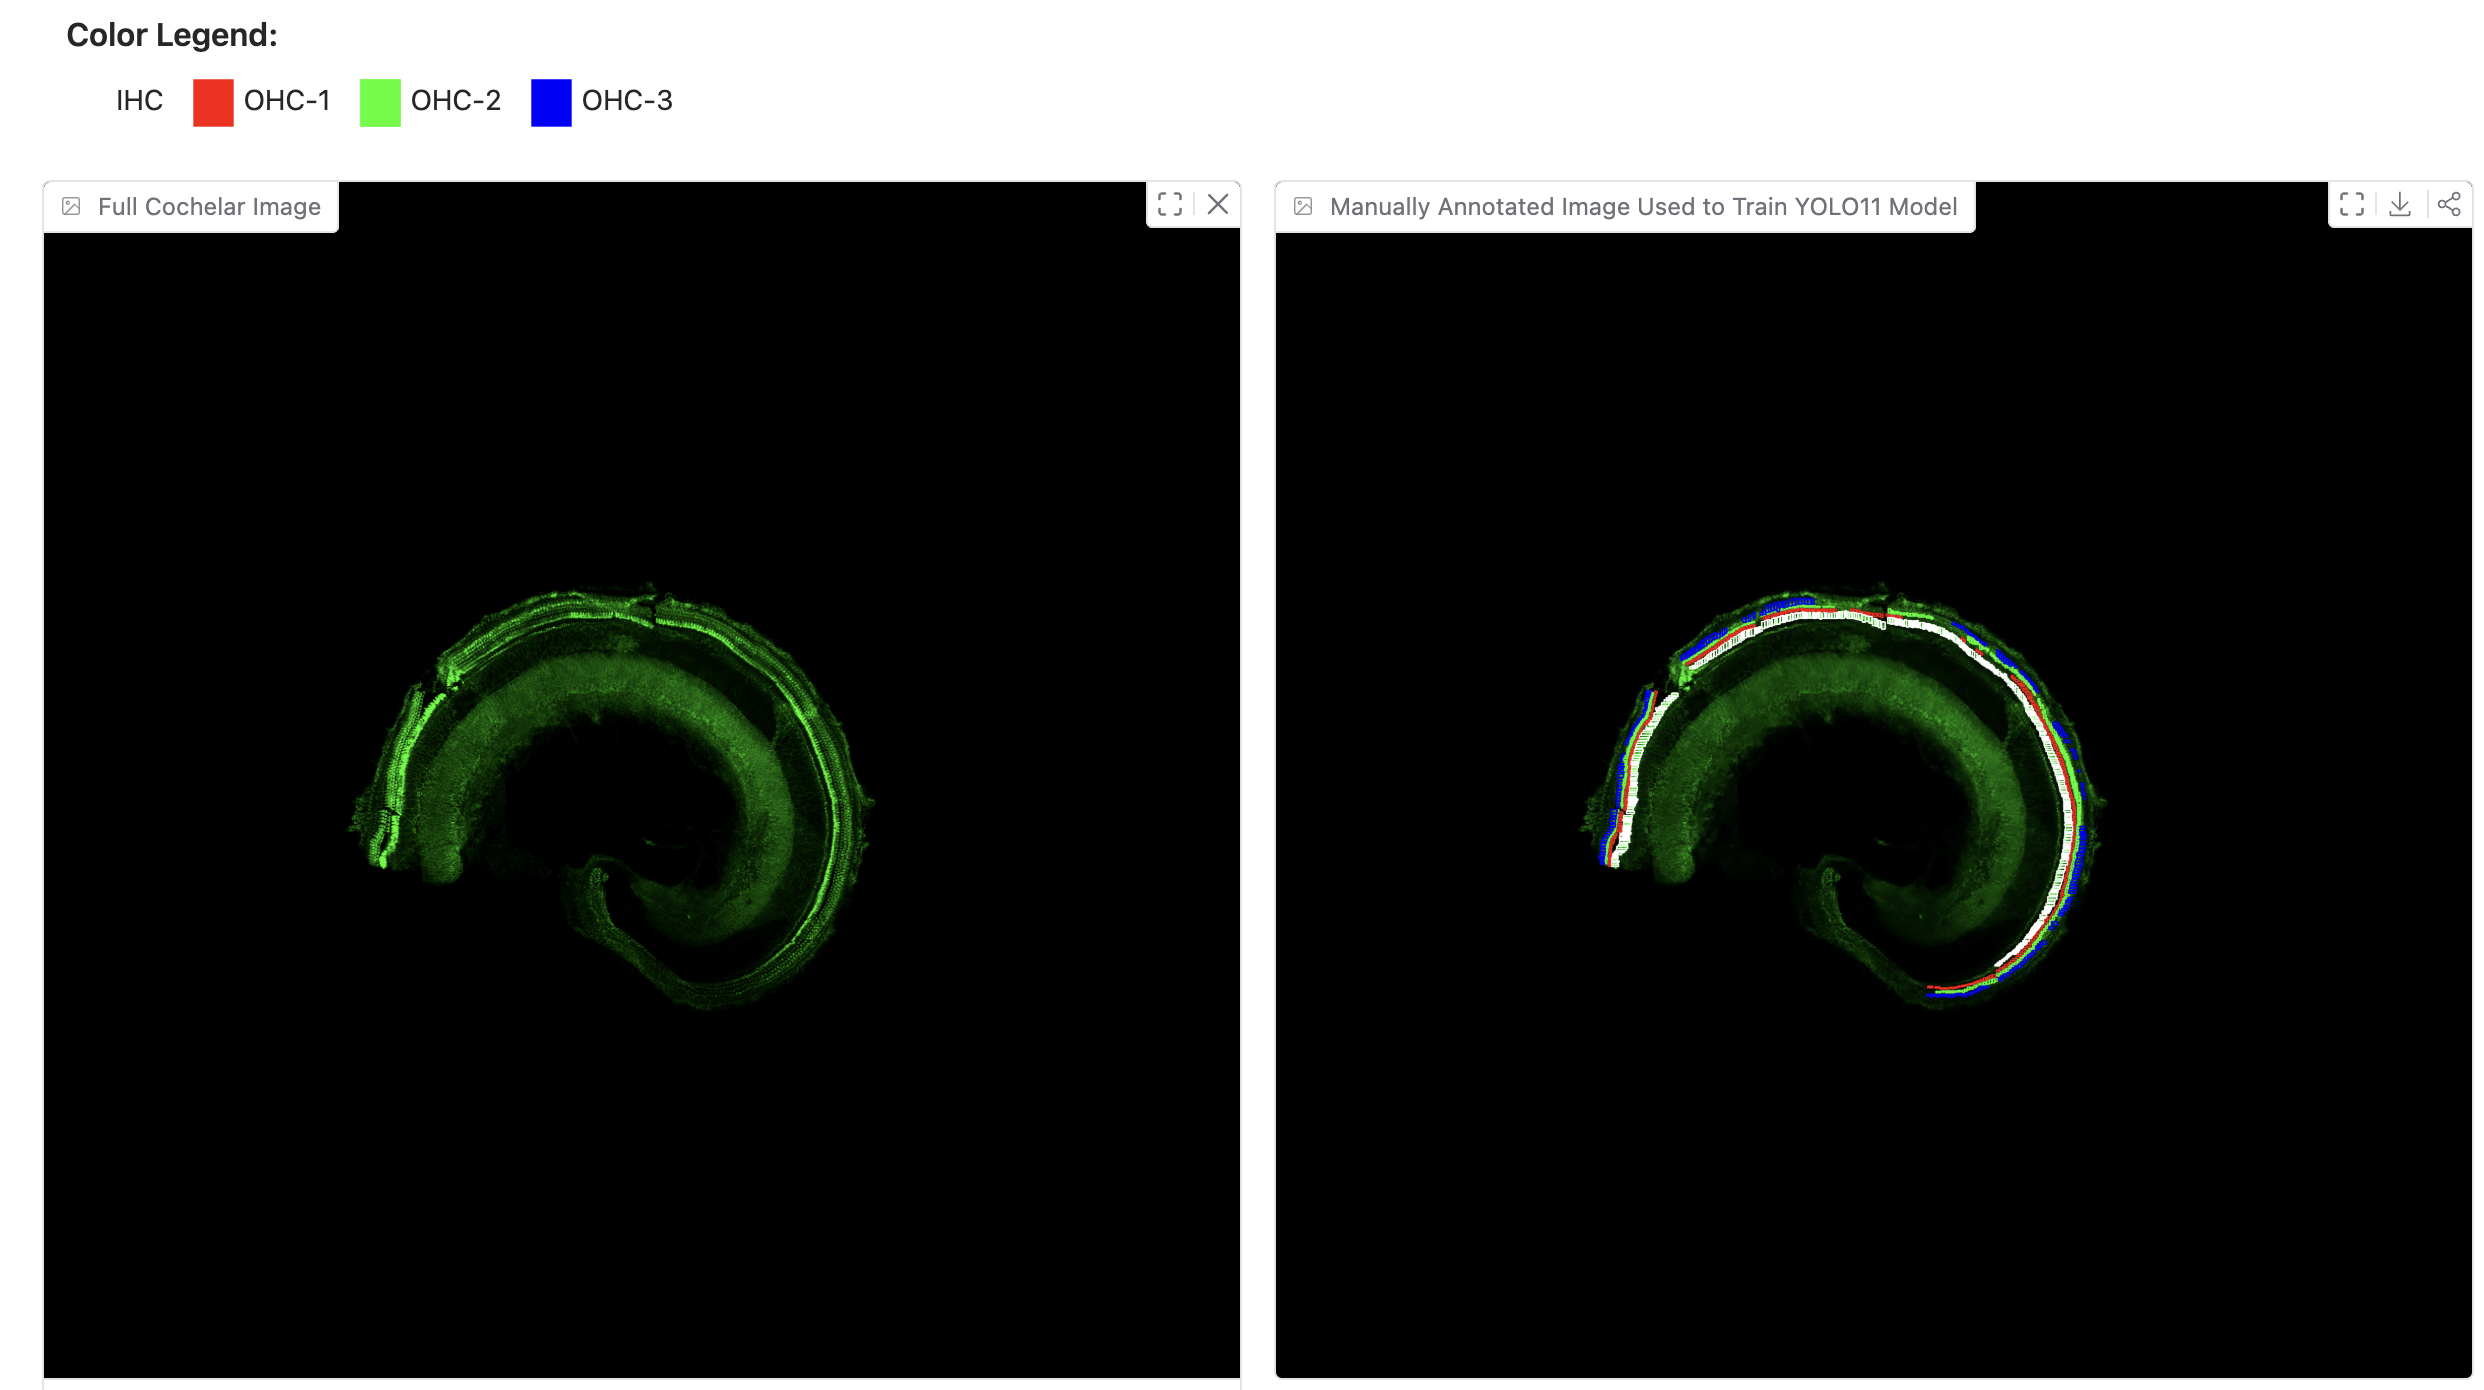 Color Legend:
IHC OHC-1 OHC-2 OHC-3
Full Cochelar Image
Manually Annotated Image Used to Train YOLO11 Model